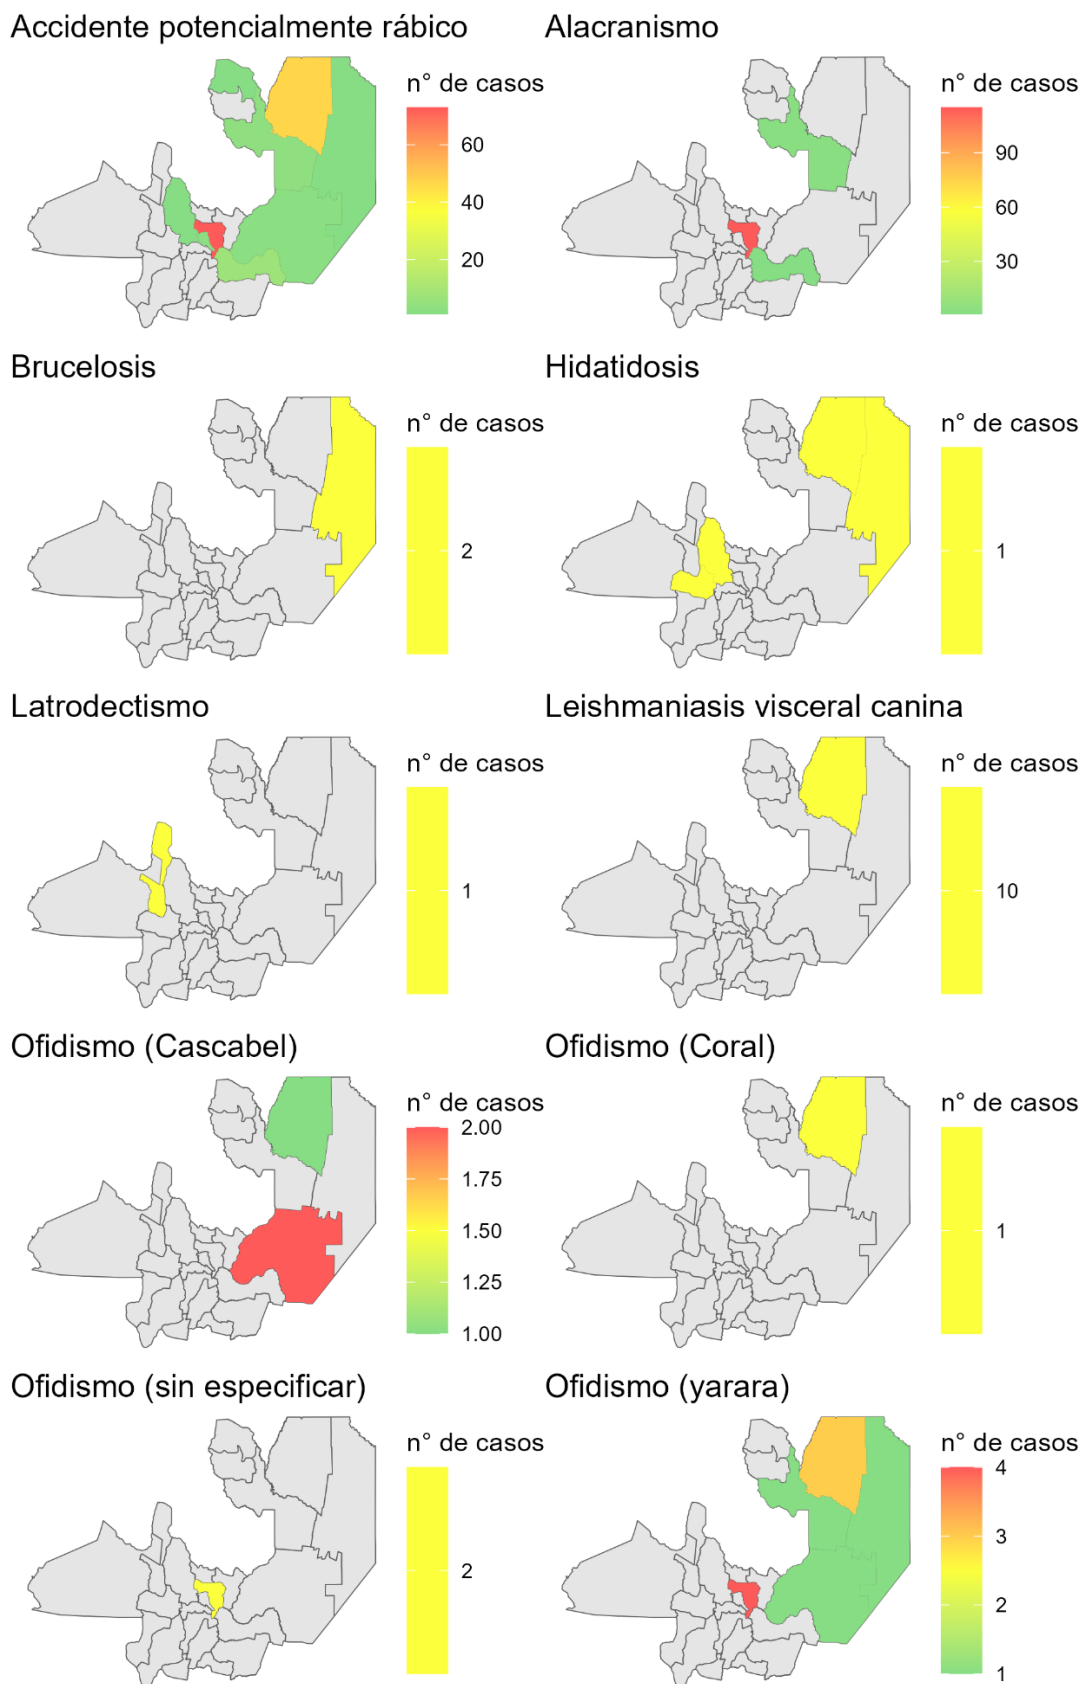 Accidente potencialmente rábico
n° de casos
60
40
20
Alacranismo
n° de casos
90
60
30
Brucelosis
n° de casos
2
Hidatidosis
n° de casos
1
Latrodectismo
n° de casos
1
Leishmaniasis visceral canina
n° de casos
10
Ofidismo (Cascabel)
n° de casos
2.00
1.75
1.50
1.25
1.00
Ofidismo (Coral)
n° de casos
1
Ofidismo (sin especificar)
n° de casos
2
Ofidismo (yarara)
n° de casos
4
3
2
1